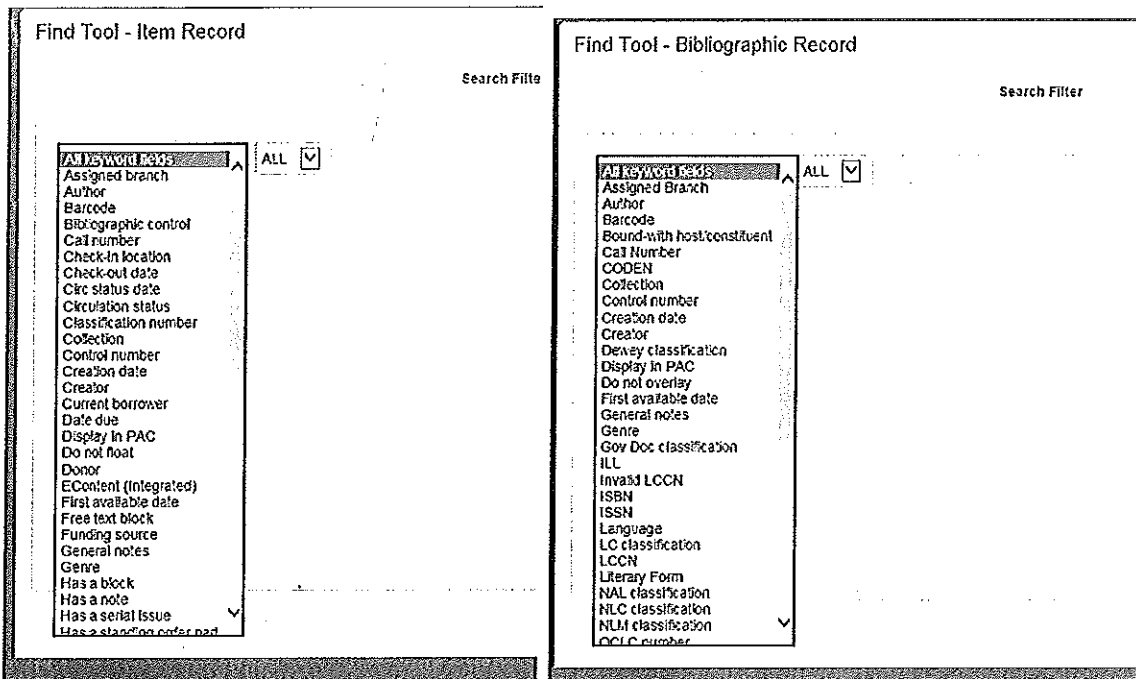 Find Tool - Item Record
Search Filte
All keyword fields
ALL
Assigned branch
Author
Barcode
Bibliographic control
Call number
Check-in location
Check-out date
Circ status date
Circulation status
Classification number
Collection
Control number
Creation date
Creator
Current borrower
Date due
Display in PAC
Do not float
Donor
EContent (Integrated)
First available date
Free text block
Funding source
General notes
Genre
Has a block
Has a note
Has a serial issue
Has a standing order part
Find Tool - Bibliographic Record
Search Filter
All keyword fields
ALL
Assigned Branch
Author
Barcode
Bound-with host/constituent
Call Number
CODEN
Collection
Control number
Creation date
Creator
Dewey classification
Display in PAC
Do not overlay
First available date
General notes
Genre
Gov Doc classification
ILL
Invalid LCCN
ISBN
ISSN
Language
LC classification
LCCN
Literary Form
NAL classification
NLC classification
NLM classification
OCLC number